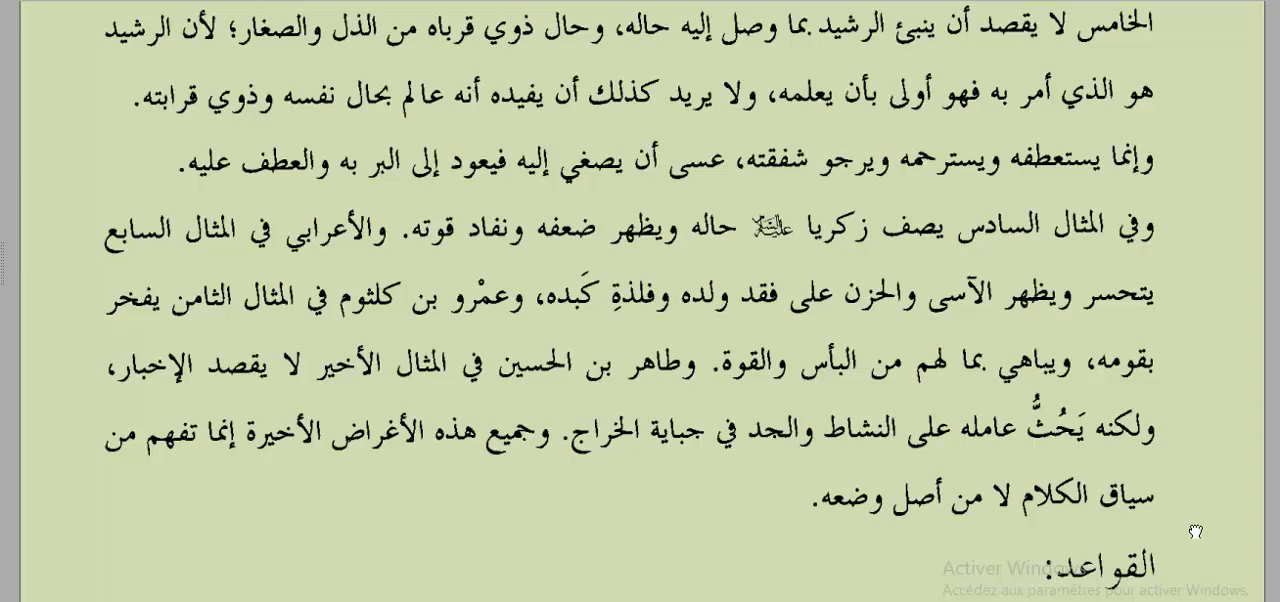 الخامس لا يقصد أن ينبئ الرشيد بما وصل إليه حاله، وحال ذوي قرباه من الذل والصغار؛ لأن الرشيد
هو الذي أمر به فهو أولى بأن يعلمه، ولا يريد كذلك أن يفيده أنه عالم بحال نفسه وذوي قرابته.
وإنما يستعطفه ويسترحمه ويرجو شفقته، عسى أن يصغي إليه فيعود إلى البر به والعطف عليه.
وفي المثال السادس يصف زكريا عليه السلام حاله ويظهر ضعفه ونفاد قوته. والأعرابي في المثال السابع
يتحسر ويظهر الآسى والحزن على فقد ولده وفلذةِ كَبده، وعمْرو بن كلثوم في المثال الثامن يفخر
بقومه، ويباهي بما لهم من البأس والقوة. وطاهر بن الحسين في المثال الأخير لا يقصد الإخبار،
ولكنه يَحُثُّ عامله على النشاط والجد في جباية الخراج. وجميع هذه الأغراض الأخيرة إنما تفهم من
سياق الكلام لا من أصل وضعه.
القواعد:
Activer Windows
Accédez aux paramètres pour activer Windows.